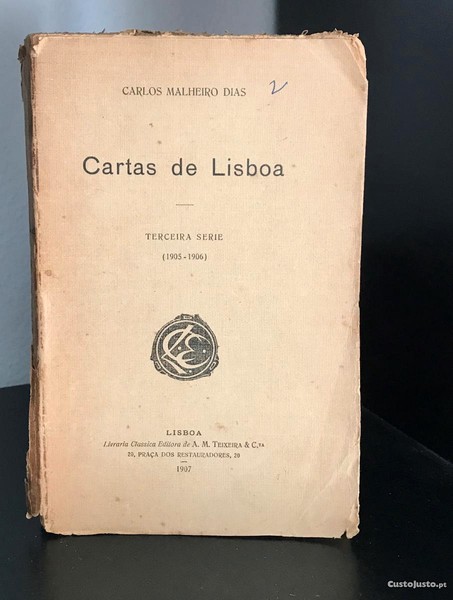 CARLOS MALHEIRO DIAS
2
Cartas de Lisboa
TERCEIRA SERIE
(1905-1906)
LCE
LISBOA
Livraria Classica Editora de A. M. TEIXEIRA & C.ta
20, PRAÇA DOS RESTAURADORES, 20
1907
CustoJusto.pt